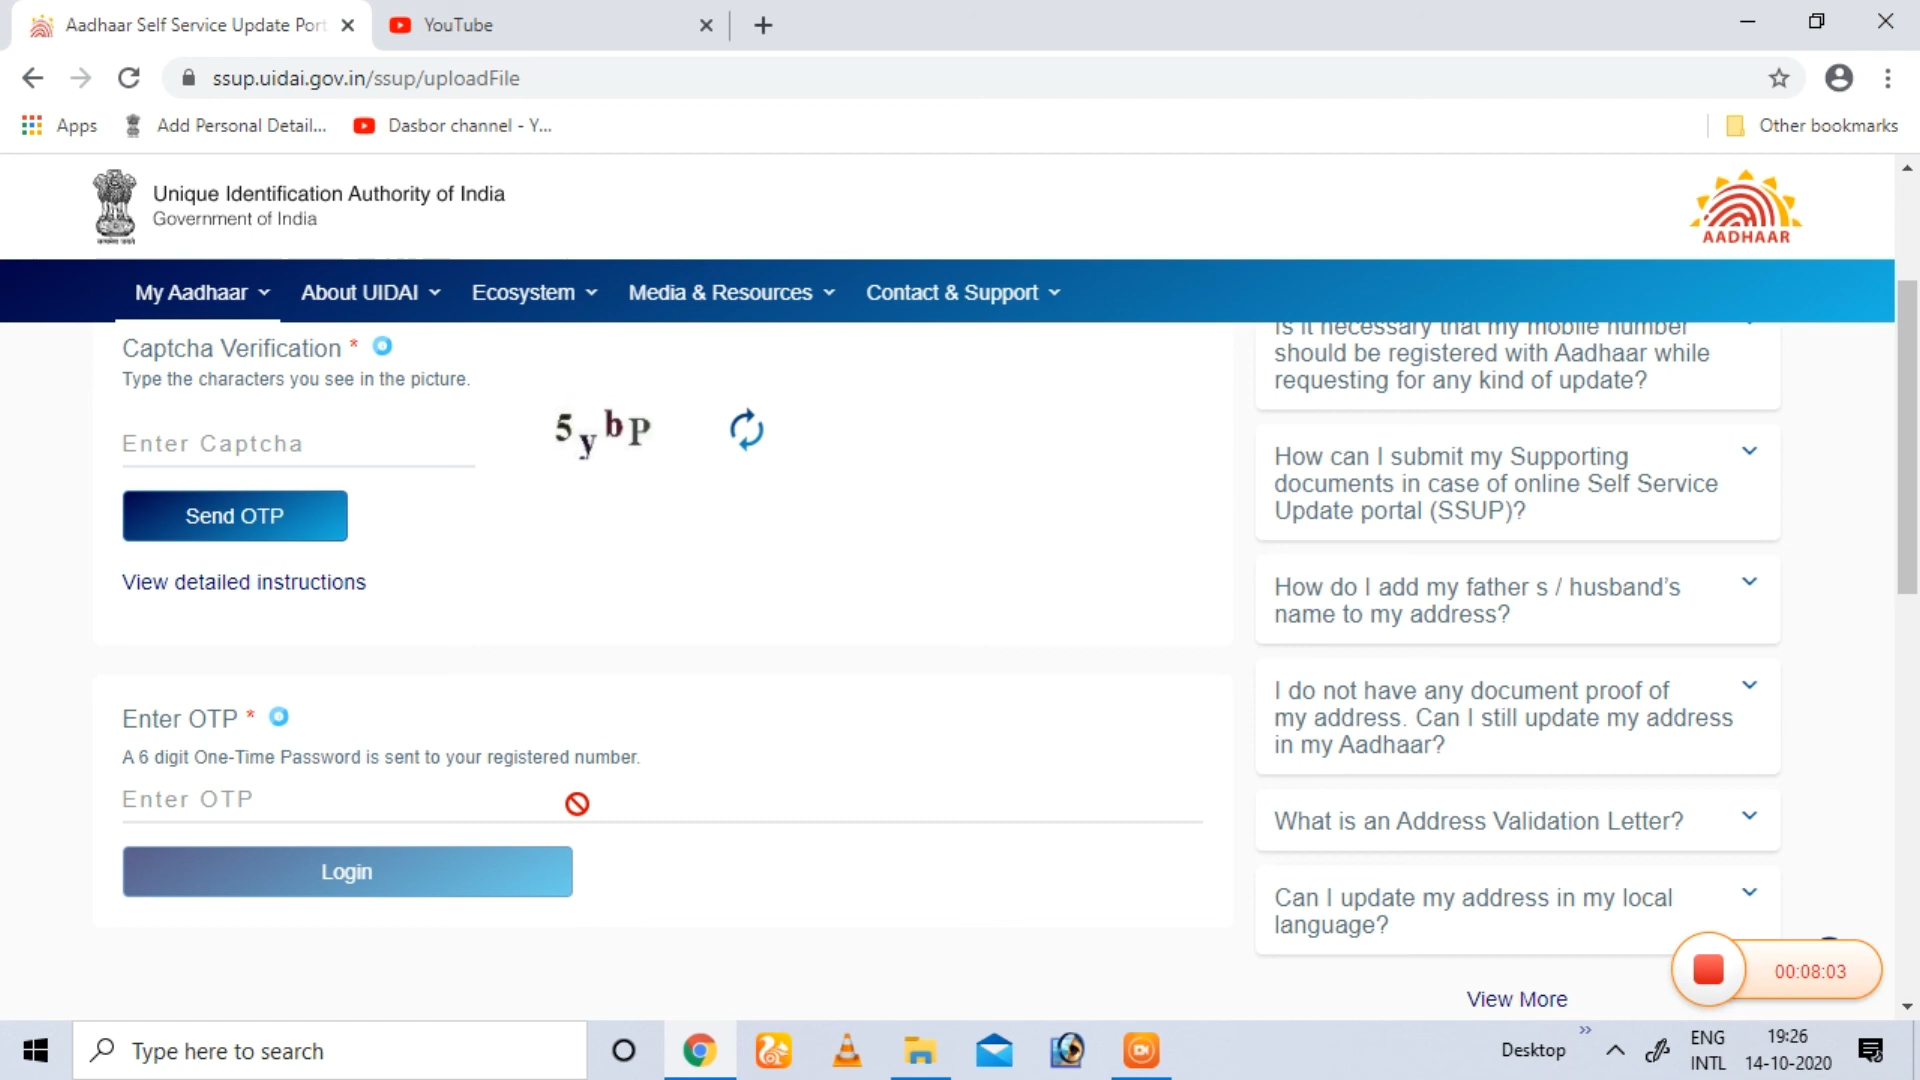 Aadhaar Self Service Update Port
YouTube
ssup.uidai.gov.in/ssup/uploadFile
Apps
Add Personal Detail...
Dasbor channel - Y...
Other bookmarks
Unique Identification Authority of India
Government of India
AADHAAR
My Aadhaar
About UIDAI
Ecosystem
Media & Resources
Contact & Support
Captcha Verification *
Type the characters you see in the picture.
Enter Captcha
5ybP
Send OTP
View detailed instructions
Enter OTP *
A 6 digit One-Time Password is sent to your registered number.
Enter OTP
Login
Is it necessary that my mobile number
should be registered with Aadhaar while
requesting for any kind of update?
How can I submit my Supporting
documents in case of online Self Service
Update portal (SSUP)?
How do I add my father s / husband’s
name to my address?
I do not have any document proof of
my address. Can I still update my address
in my Aadhaar?
What is an Address Validation Letter?
Can I update my address in my local
language?
View More
00:08:03
Type here to search
Desktop
ENG
INTL
19:26
14-10-2020